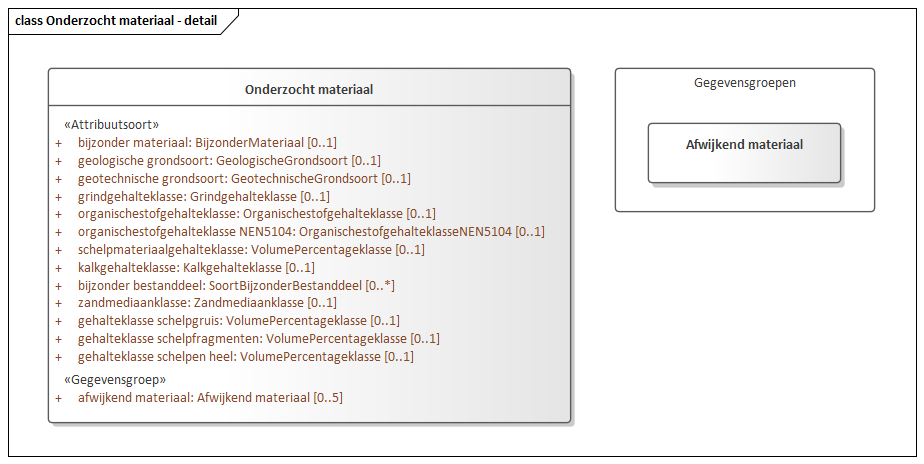 class Onderzocht materiaal - detail
Onderzocht materiaal
«Attribuutsoort»
+ bijzonder materiaal: BijzonderMateriaal [0..1]
+ geologische grondsoort: GeologischeGrondsoort [0..1]
+ geotechnische grondsoort: GeotechnischeGrondsoort [0..1]
+ grindgehalteklasse: Grindgehalteklasse [0..1]
+ organischestofgehalteklasse: Organischestofgehalteklasse [0..1]
+ organischestofgehalteklasse NEN5104: OrganischestofgehalteklasseNEN5104 [0..1]
+ schelpmateriaalgehalteklasse: VolumePercentageklasse [0..1]
+ kalkgehalteklasse: Kalkgehalteklasse [0..1]
+ bijzonder bestanddeel: SoortBijzonderBestanddeel [0..*]
+ zandmediaanklasse: Zandmediaanklasse [0..1]
+ gehalteklasse schelpgruis: VolumePercentageklasse [0..1]
+ gehalteklasse schelpfragmenten: VolumePercentageklasse [0..1]
+ gehalteklasse schelpen heel: VolumePercentageklasse [0..1]
«Gegevensgroep»
+ afwijkend materiaal: Afwijkend materiaal [0..5]
Gegevensgroepen
Afwijkend materiaal